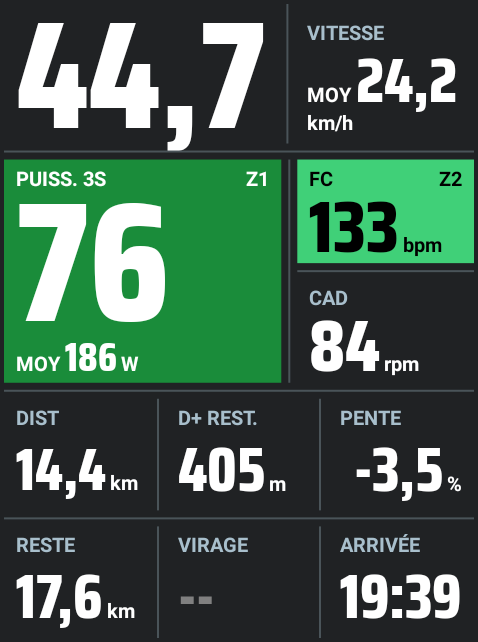 44,7
VITESSE
MOY 24,2
km/h
PUISS. 3S Z1
76
MOY 186 W
FC Z2
133 bpm
CAD
84 rpm
DIST D+ REST. PENTE
14,4 km 405 m -3,5 %
RESTE VIRAGE ARRIVÉE
17,6 km -- 19:39